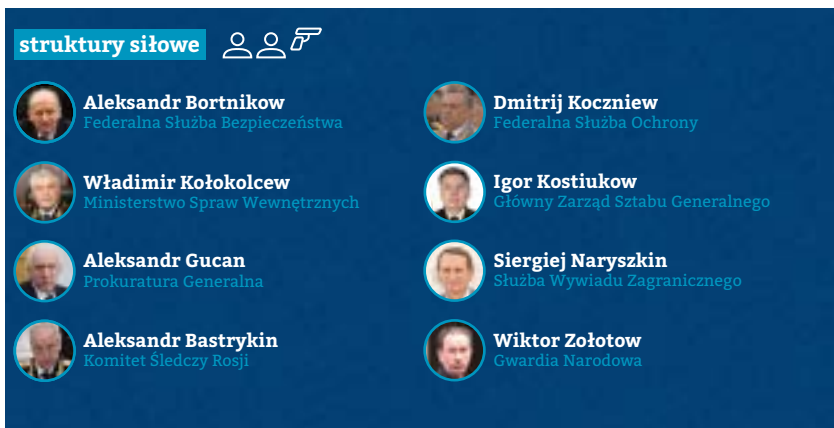 struktury siłowe
Aleksandr Bortnikow
Federalna Służba Bezpieczeństwa
Władimir Kołokolcew
Ministerstwo Spraw Wewnętrznych
Aleksandr Gucan
Prokuratura Generalna
Aleksandr Bastrykin
Komitet Śledczy Rosji
Dmitrij Koczniew
Federalna Służba Ochrony
Igor Kostiukow
Główny Zarząd Sztabu Generalnego
Siergiej Naryszkin
Służba Wywiadu Zagranicznego
Wiktor Zołotow
Gwardia Narodowa